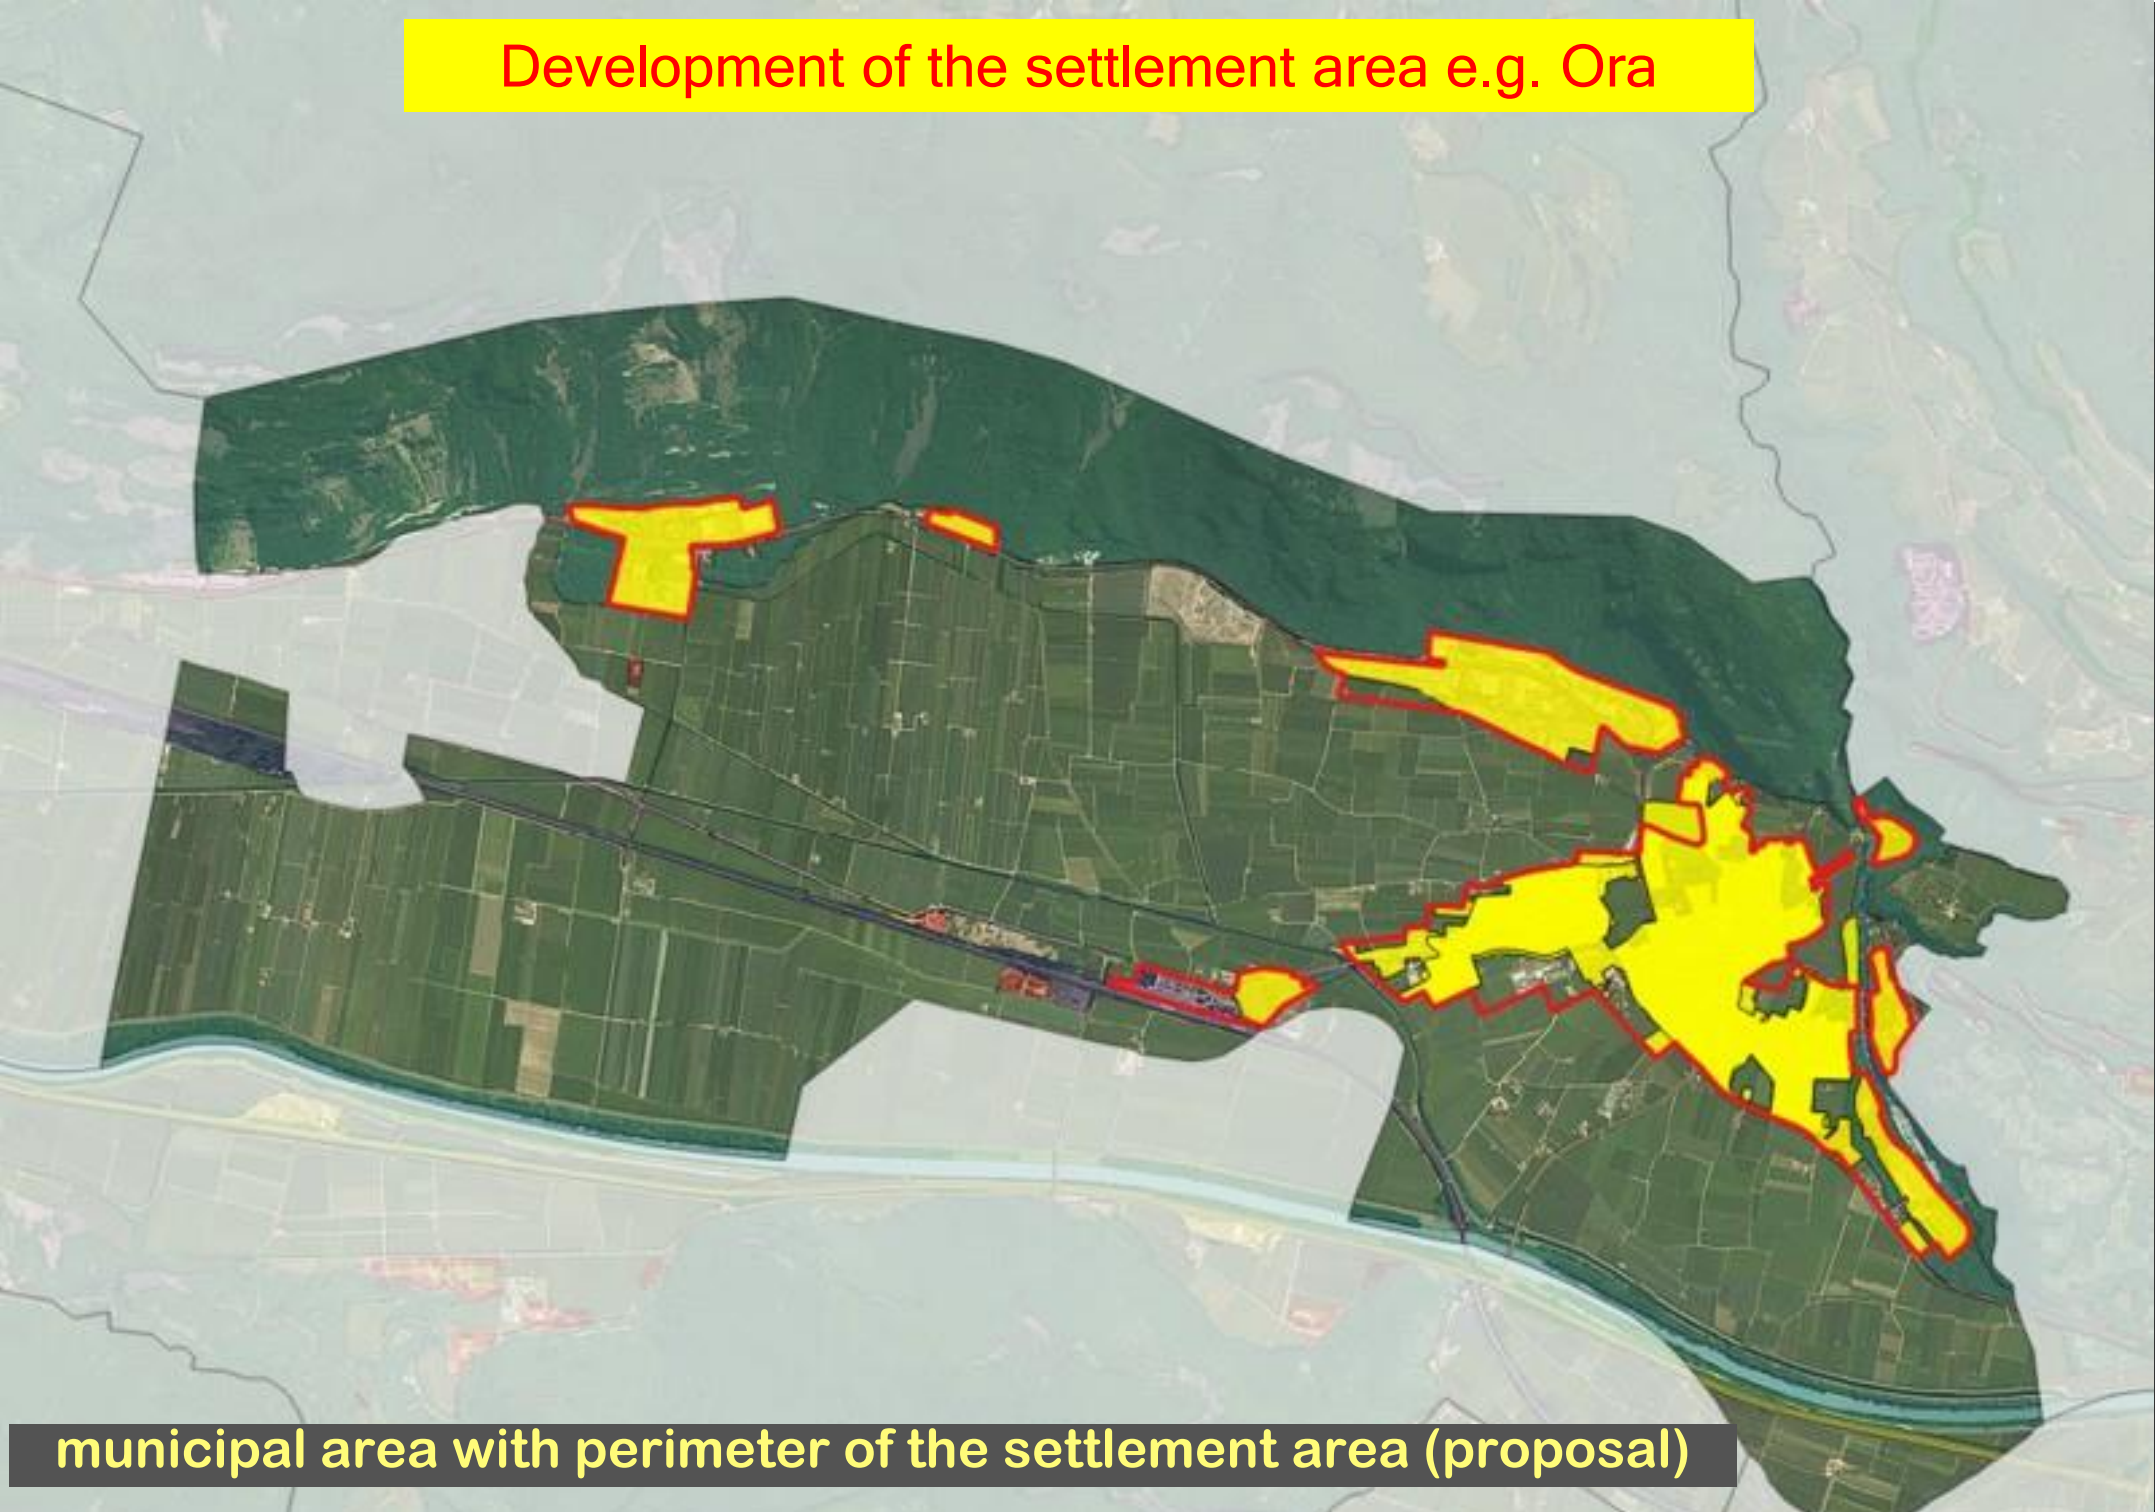 Development of the settlement area e.g. Ora
municipal area with perimeter of the settlement area (proposal)